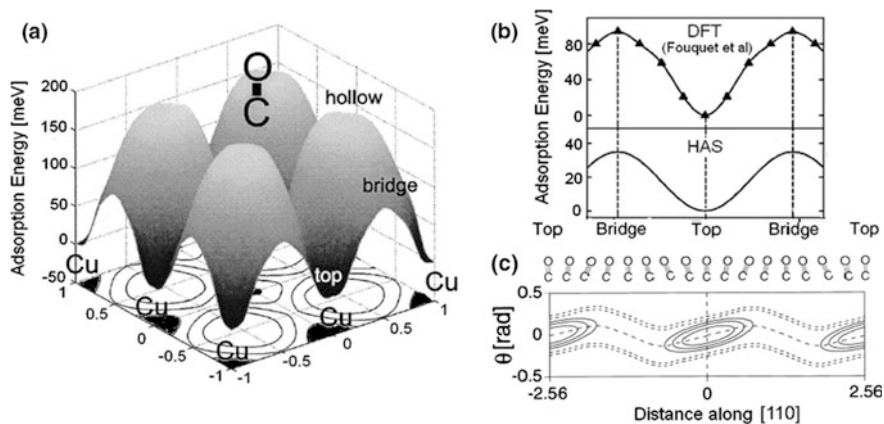 (a)
Adsorption Energy [meV]
200
150
100
50
0
-50
O
C
hollow
bridge
top
Cu
Cu
Cu
Cu
Cu
1
0.5
0
-0.5
-1
-1
-0.5
0
0.5
1
(b)
Adsorption Energy [meV]
80
40
0
DFT
(Fouquet et al)
40
20
0
HAS
Top Bridge Top Bridge Top
(c)
O O O O O O O O O O O O O O O O O
C C C C C C C C C C C C C C C C C
θ [rad]
0.5
0
-0.5
-2.56 0 2.56
Distance along [110]